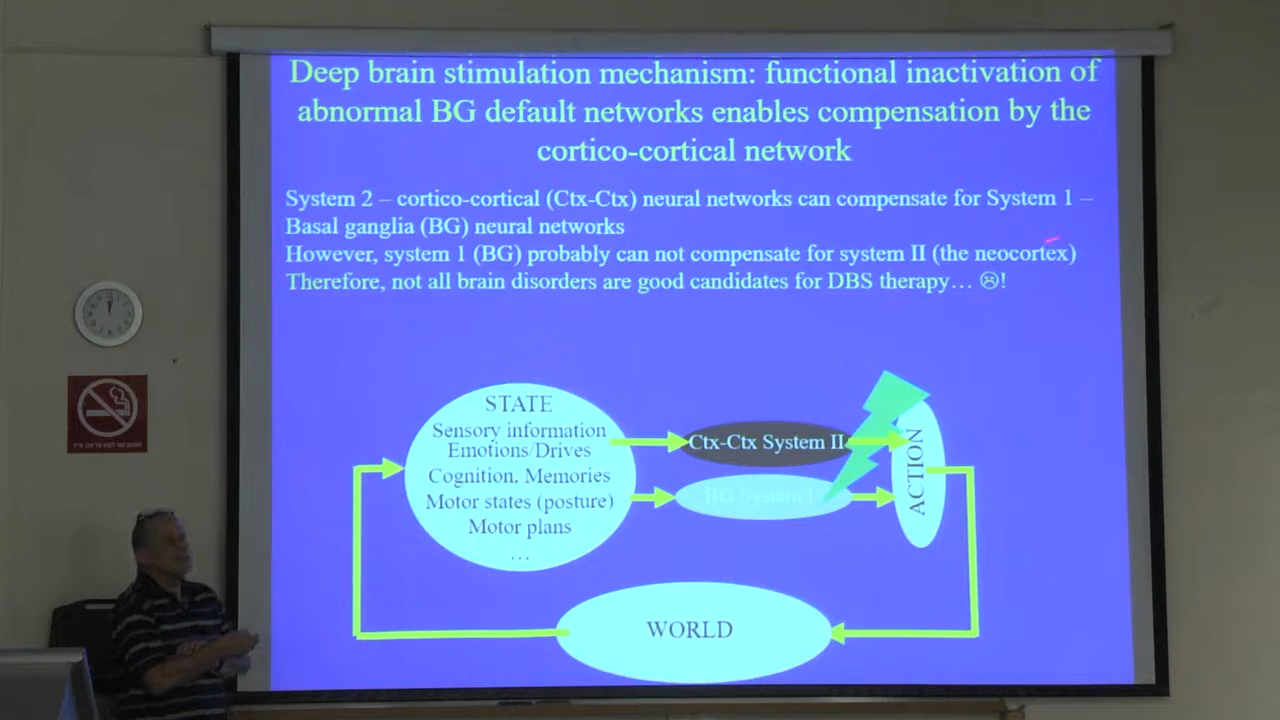 Deep brain stimulation mechanism: functional inactivation of
abnormal BG default networks enables compensation by the
cortico-cortical network
System 2 – cortico-cortical (Ctx-Ctx) neural networks can compensate for System 1 –
Basal ganglia (BG) neural networks
However, system 1 (BG) probably can not compensate for system II (the neocortex)
Therefore, not all brain disorders are good candidates for DBS therapy… ☹!
STATE
Sensory information
Emotions/Drives
Cognition, Memories
Motor states (posture)
Motor plans
…
Ctx-Ctx System II
BG System I
ACTION
WORLD